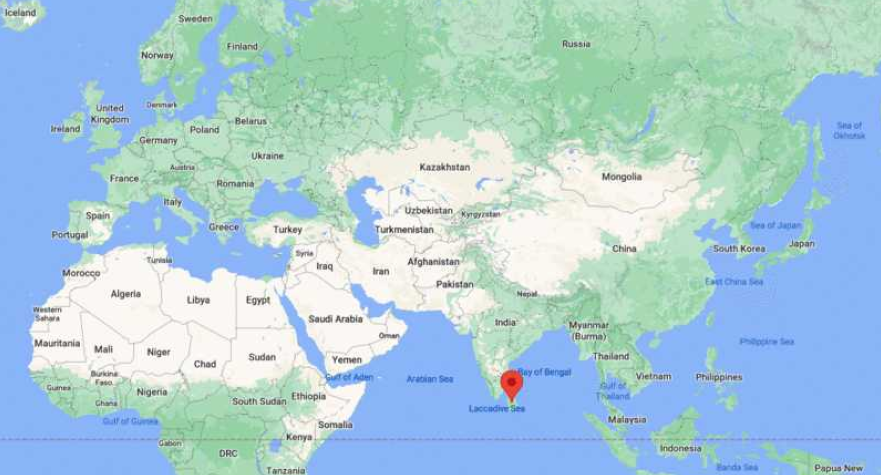 Iceland
Sweden
Finland
Russia
Norway
United
Kingdom
Denmark
Ireland
Poland
Belarus
Germany
Sea of
Okhotsk
Ukraine
Austria
France
Romania
Kazakhstan
Mongolia
Italy
Spain
Portugal
Greece
Turkey
Uzbekistan
Kyrgyzstan
Turkmenistan
Sea of Japan
Japan
South Korea
China
Tunisia
Syria
Iraq
Iran
Afghanistan
Pakistan
Morocco
Algeria
Libya
Egypt
Nepal
East China Sea
Western
Sahara
Saudi Arabia
India
Myanmar
(Burma)
Oman
Philippine Sea
Mauritania
Mali
Niger
Chad
Sudan
Yemen
Thailand
Gulf of Aden
Arabian Sea
Bay of Bengal
Vietnam
Philippines
Gulf of
Thailand
Burkina
Faso
Guinea
Nigeria
Ghana
South Sudan
Ethiopia
Laccadive Sea
Malaysia
Gulf of Guinea
Somalia
Kenya
Gabon
DRC
Tanzania
Indonesia
Banda Sea
Papua New